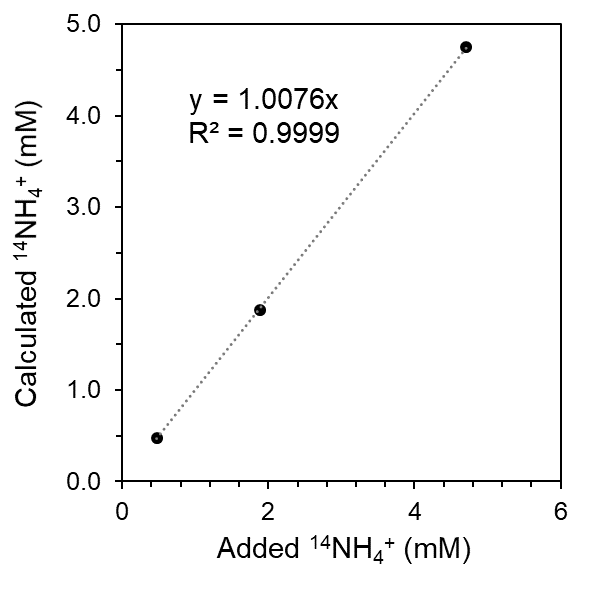 5.0
y = 1.0076x
R² = 0.9999
4.0
3.0
2.0
1.0
0.0
Calculated ¹⁴NH₄⁺ (mM)
0 2 4 6
Added ¹⁴NH₄⁺ (mM)